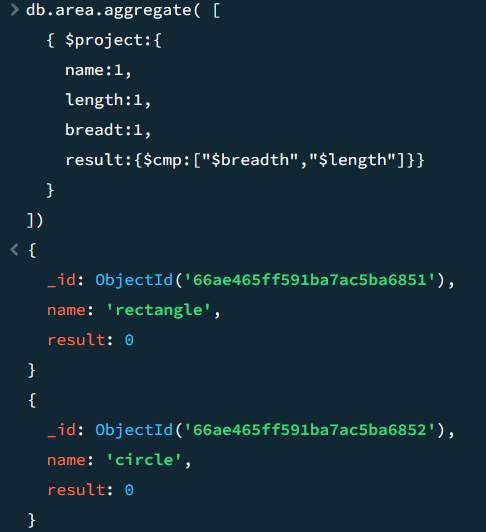 > db.area.aggregate( [
{ $project:{
name:1,
length:1,
breadt:1,
result:{$cmp:["$breadth","$length"]}}
}
])
< {
_id: ObjectId('66ae465ff591ba7ac5ba6851'),
name: 'rectangle',
result: 0
}
{
_id: ObjectId('66ae465ff591ba7ac5ba6852'),
name: 'circle',
result: 0
}